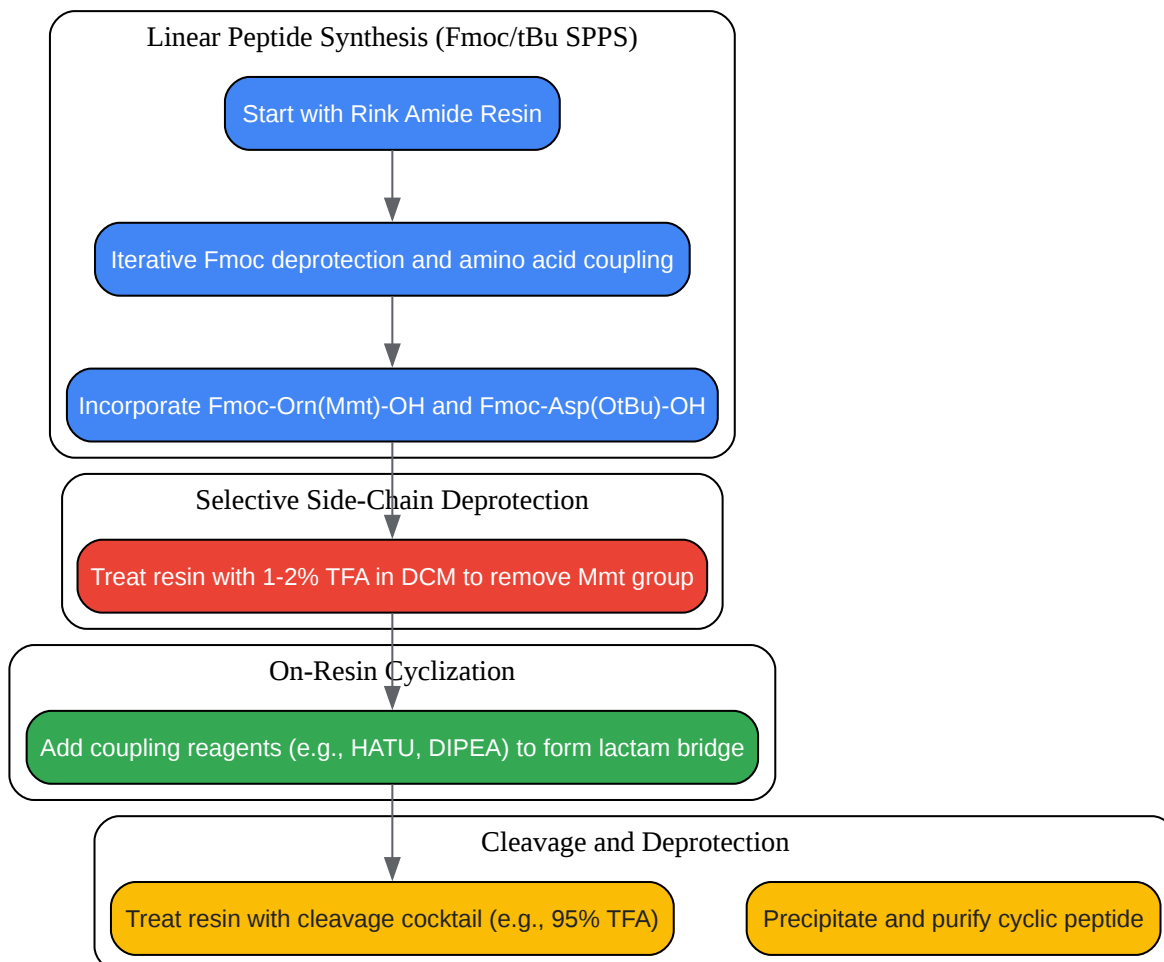 Linear Peptide Synthesis (Fmoc/tBu SPPS)
Start with Rink Amide Resin
Iterative Fmoc deprotection and amino acid coupling
Incorporate Fmoc-Orn(Mmt)-OH and Fmoc-Asp(OtBu)-OH
Selective Side-Chain Deprotection
Treat resin with 1-2% TFA in DCM to remove Mmt group
On-Resin Cyclization
Add coupling reagents (e.g., HATU, DIPEA) to form lactam bridge
Cleavage and Deprotection
Treat resin with cleavage cocktail (e.g., 95% TFA)
Precipitate and purify cyclic peptide